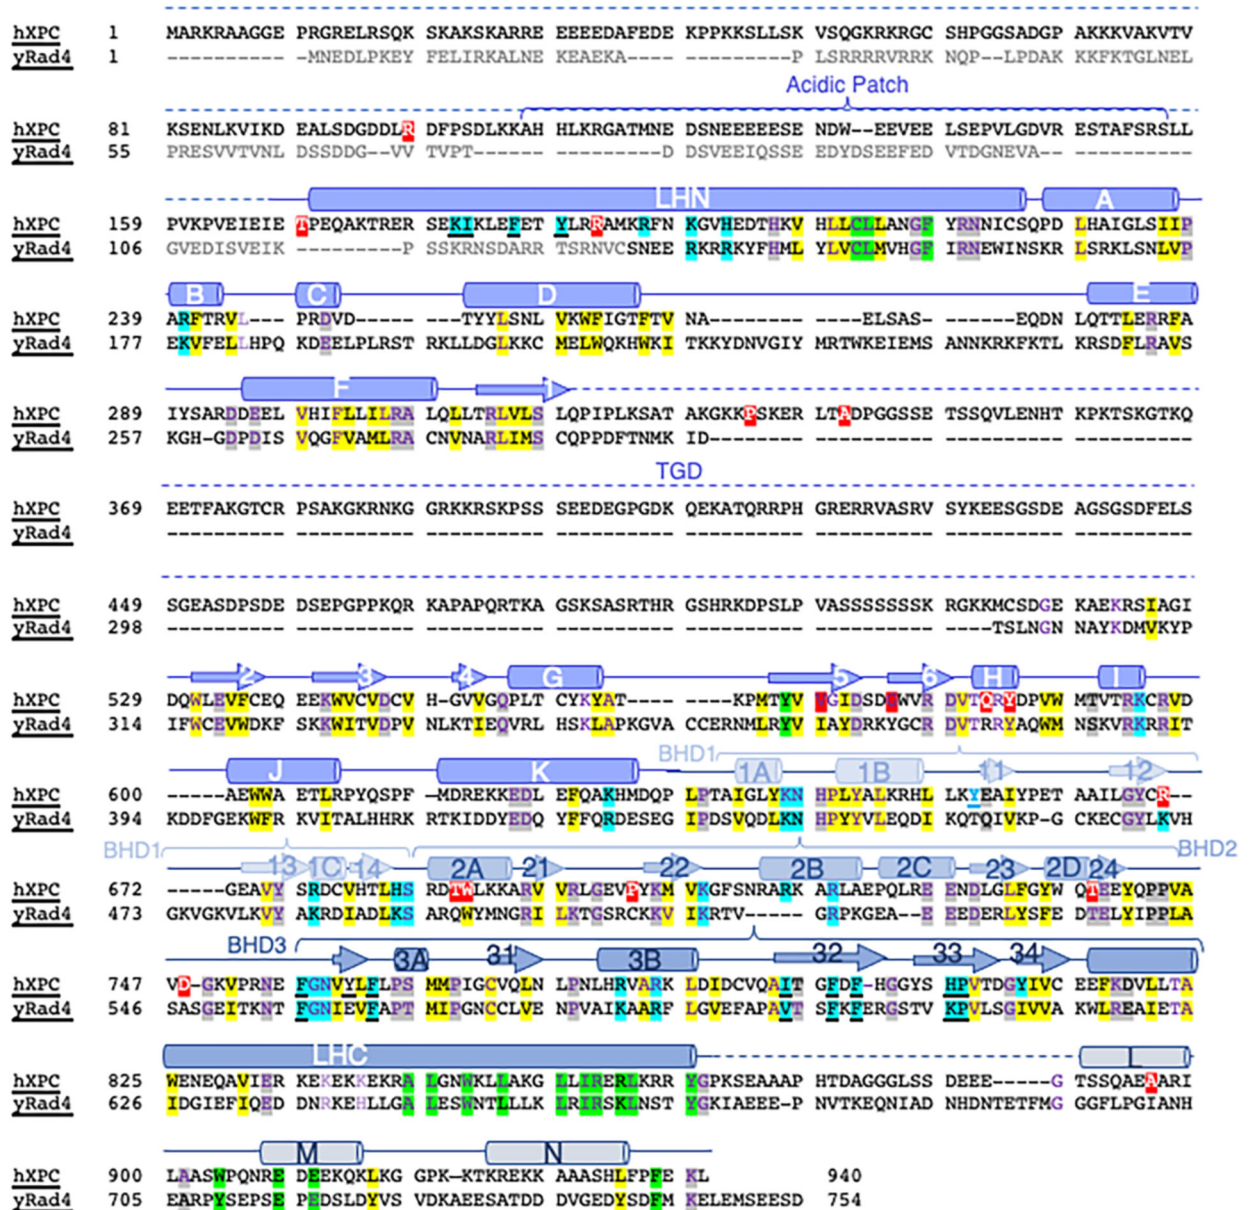 hXPC 1 MARKRAAGGE PRGRELRSQK SKAKSKARRE EEEEEDAFEDE KPPKKSLLSK VSQGKRKRGC SHPGGSADGP AKKKVAKVTV
yRad4 1 ---------- -MNEDLPKEY FELIRKALNE KEAEKA---- ---------P LSRRRRVRRK NQP--LPDAK KKFKTGLNEL
Acidic Patch
hXPC 81 KSENLKVIKD EALSDGDDLR DFPSDLKKAH HLKRGATMNE DSNEEEEESE NDW--EEVEE LSEPVLGDVR ESTAFSRSLL
yRad4 55 PRESVVTVNL DSSDDG--VV TVPT------ ---------D DSVEEIQSSE EDYDSEEFED VTDGNEVA-- ----------
LHN A
hXPC 159 PVKPVEIEIE TPEQAKTRER SEKIKLEFET YLRRAMKRFN KGVHEDTHKV HLLCLLANGF YRNNICSQPD LHAIGLSIIP
yRad4 106 GVEDISVEIK ---------P SSKRNSDARR TSRNVCSNEE RKRRKYFHML YLVCLMVHGF IRNEWINSKR LSRKLSNLVP
B C D E
hXPC 239 ARFTRVL--- PRDVD----- TYYLSNL VKWFIGTFTV NA-------- ---ELSAS-- ------EQDN LQTTLERRFA
yRad4 177 EKVFELLHPQ KDEELPLRST RKLLDGLKKC MELWQKHWKI TKKYDNVGIY MRTWKEIEMS ANNKRKFKTL KRSDFLRAVS
F 1
hXPC 289 IYSARDDEEL VHIFLLILRA LQLLTRLVLS LQPIPLKSAT AKGKKPSKER LTADPGGSSE TSSQVLENHT KPKTSKGTKQ
yRad4 257 KGH-GDPDIS VQGFVAMLRA CNVNARLIMS CQPPDFTNMK ID-------- ---------- ---------- ----------
TGD
hXPC 369 EETFAKGTCR PSAKGKRNKG GRKKRSKPSS SEEDEGPGDK QEKATQRRPH GRERRVASRV SYKEESGSDE AGSGSDFELS
yRad4 ---------- ---------- ---------- ---------- ---------- ---------- ---------- ----------
hXPC 449 SGEASDPSDE DSEPGPPKQR KAPAPQRTKA GSKSASRTHR GSHRKDPSLP VASSSSSSSK RGKKMCSDGE KAEKRSIAGI
yRad4 298 ---------- ---------- ---------- ---------- ---------- ---------- ---TSLNGN NAYKDMVKYP
2 3 4 G 5 6 H I
hXPC 529 DQWLEVFCEQ EEKWVCVDCV H-GVVGQPLT CYKYAT---- -----KPMTYV VGIDSDWVR DVTQRYDPVW MTVTRKCRVD
yRad4 314 IFWCEVWDKF SKKWITVDPV NLKTIEQVRL HSKLAPKGVA CCERNMLRYV IAYDRKYGCR DVTRRYAQWM NSKVRKRRIT
BHD1
J K 1A 1B 11 12
hXPC 600 -----AEWWA ETLRPYQSPF -MDREKKEDL EFQAKHMDQP LPTAIGLYKN HPLYALKRHL LKYEAIYPET AAILGYCR--
yRad4 394 KDDFGEKWFR KVITALHHRK RTKIDDYEDQ YFFQRDESEG IPDSVQDLKN HPYYVLEQDI KQTQIVKP-G CKECGYLKVH
BHD1 BHD2
13 1C 14 2A 21 22 2B 2C 23 2D 24
hXPC 672 -----GEAVY SRDCVHTLHS RDTWLKKARV VRLGEVPYKM VKGFSNRARK ARLAEPQLRE ENDLGLFGYW QTEEYQPPVA
yRad4 473 GKVGKVLKVY AKRDIADLKS ARQWYMNGRI LKTGSRCKKV IKRTV----- GRPKGEA--E EEDERLYSFE DTELYIPPLA
BHD3
3A 31 3B 32 33 34
hXPC 747 VD-GKVPRNE FGNVYLFLPS MMPIGCVQLN LPNLHRVARK LDIDCVQAIT GFDF-HGGYS HPVTDGYIVC EEFKDVLLTA
yRad4 546 SASGEITKNT FGNIEVFAPT MIPGNCCLVE NPVAIKAARF LGVEFAPAVT SFKFERGSTV KPVLSGIVVA KWLREAIETA
LHC L
hXPC 825 WENEQAVIER KEKEKKEKRA LGNWKLLAKG LLIRERLKRR YGPKSEAAAP HTDAGGGLSS DEEE-----G TSSQAEAARI
yRad4 626 IDGIEFIQED DNRKEHLLGA LESWNTLLLK LRIRSKLNST YGKIAEEE-P NVTKEQNIAD NHDNTETFMG GGFLPGIANH
M N
hXPC 900 LAASWPQNRE DEEKQKLKG GPK-KTKREKK AAASHLFPFE KL 940
yRad4 705 EARPYSEPSE PEDSLDYVS VDKAEESATDD DVGEDYSDFM KELEMSEESD 754